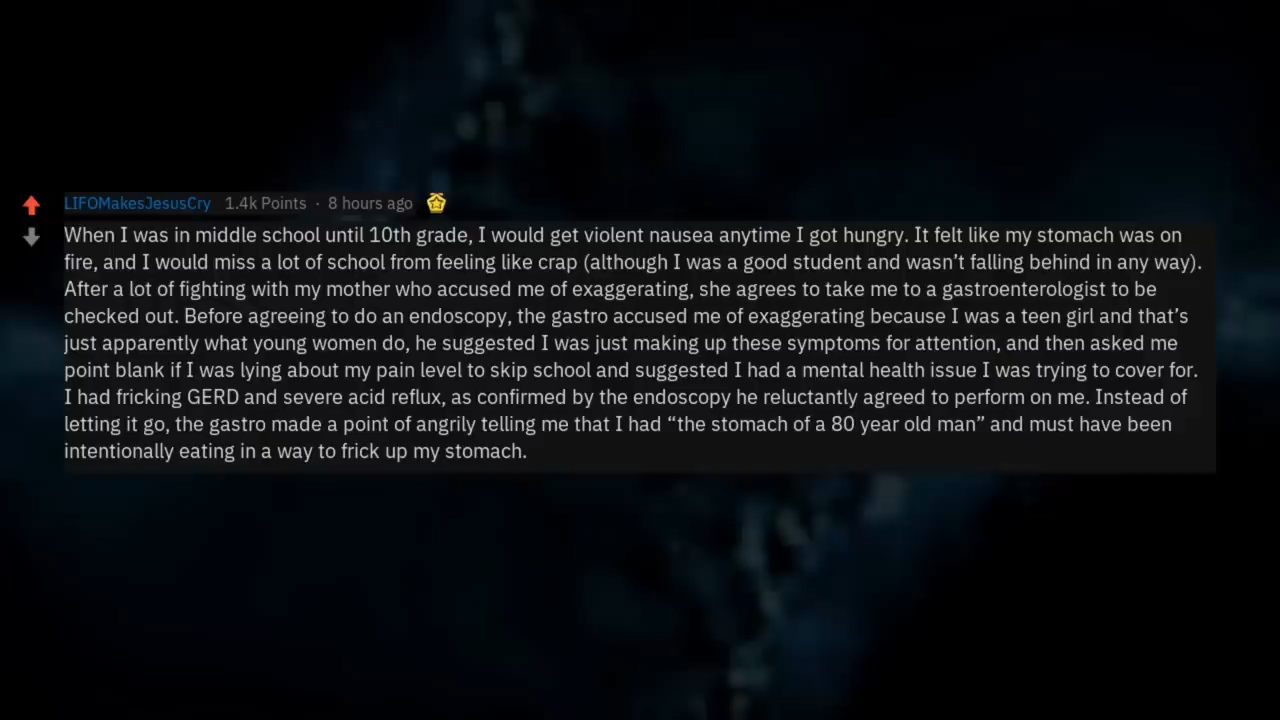 LIFOMakesJesusCry 1.4k Points · 8 hours ago
When I was in middle school until 10th grade, I would get violent nausea anytime I got hungry. It felt like my stomach was on
fire, and I would miss a lot of school from feeling like crap (although I was a good student and wasn’t falling behind in any way).
After a lot of fighting with my mother who accused me of exaggerating, she agrees to take me to a gastroenterologist to be
checked out. Before agreeing to do an endoscopy, the gastro accused me of exaggerating because I was a teen girl and that’s
just apparently what young women do, he suggested I was just making up these symptoms for attention, and then asked me
point blank if I was lying about my pain level to skip school and suggested I had a mental health issue I was trying to cover for.
I had fricking GERD and severe acid reflux, as confirmed by the endoscopy he reluctantly agreed to perform on me. Instead of
letting it go, the gastro made a point of angrily telling me that I had “the stomach of a 80 year old man” and must have been
intentionally eating in a way to frick up my stomach.